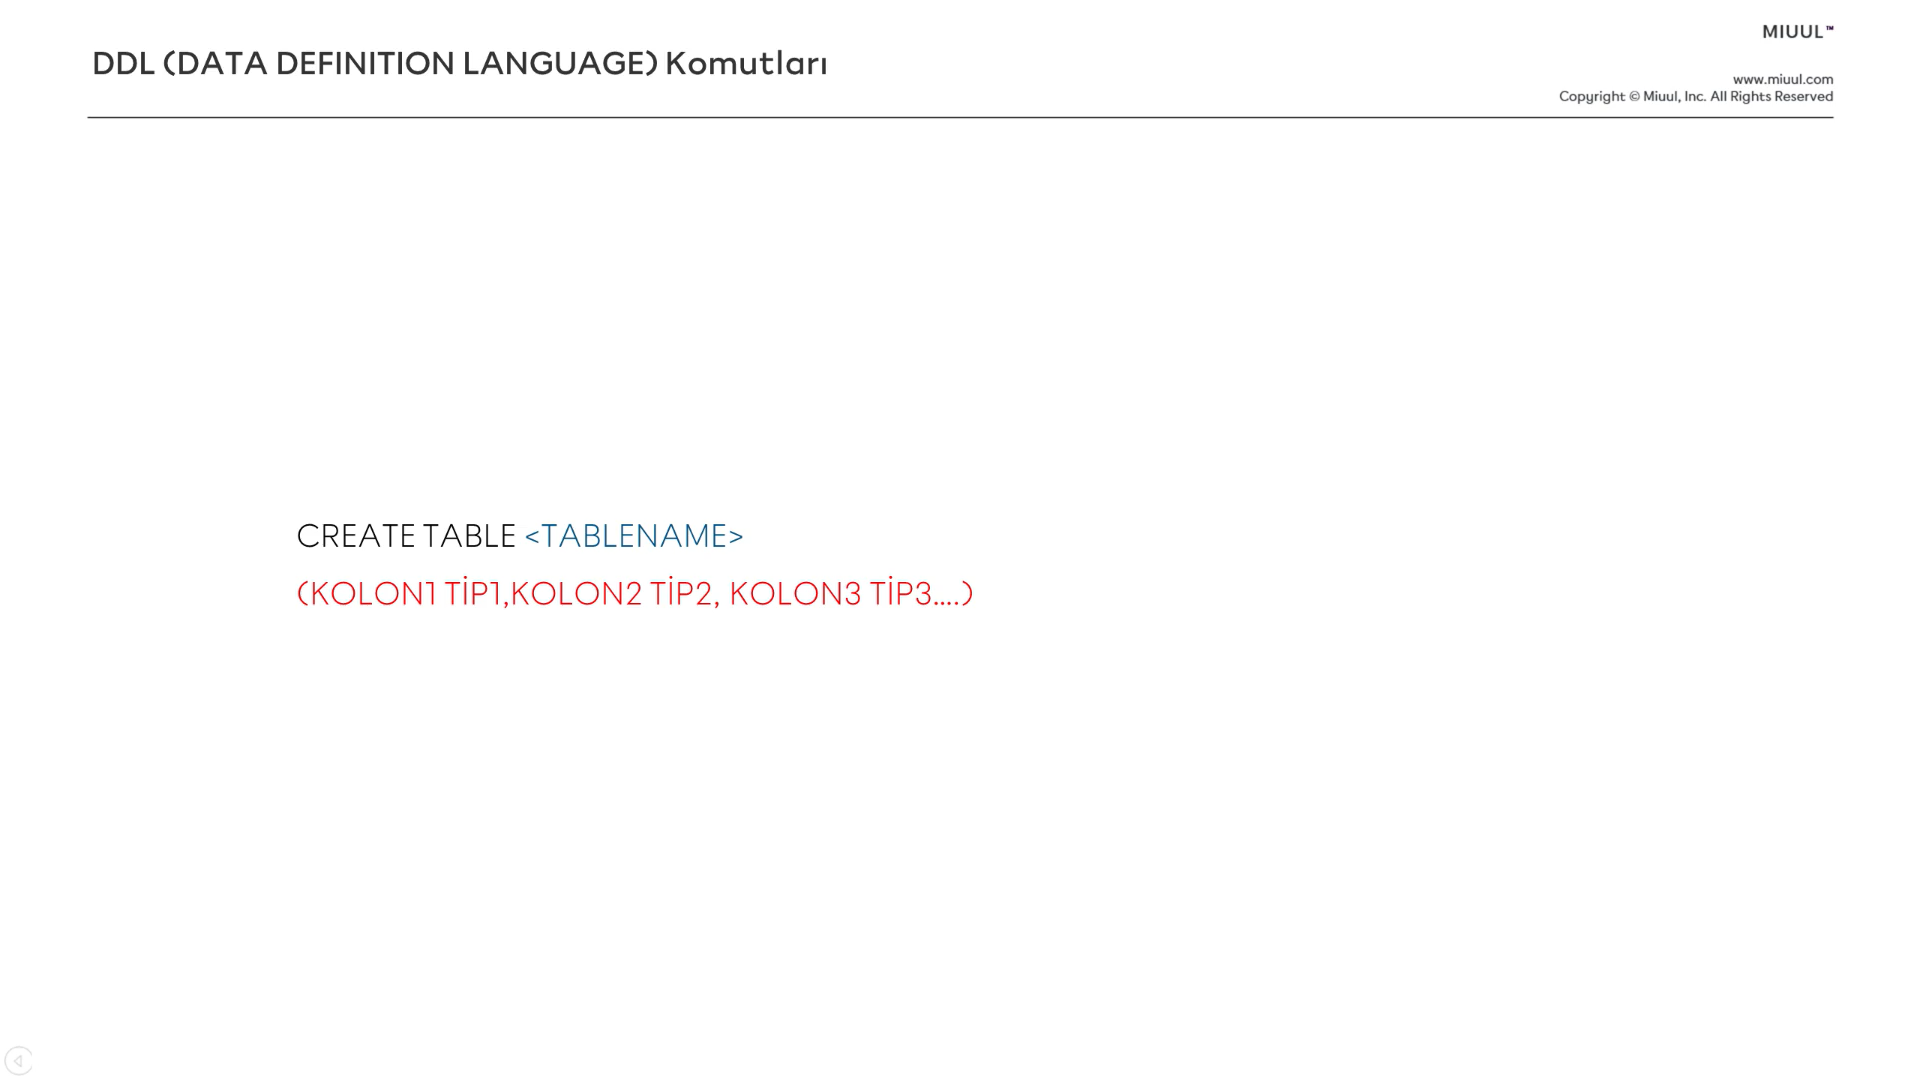 MIUUL™
DDL (DATA DEFINITION LANGUAGE) Komutları
www.miuul.com
Copyright © Miuul, Inc. All Rights Reserved
CREATE TABLE <TABLENAME>
(KOLON1 TİP1,KOLON2 TİP2, KOLON3 TİP3....)